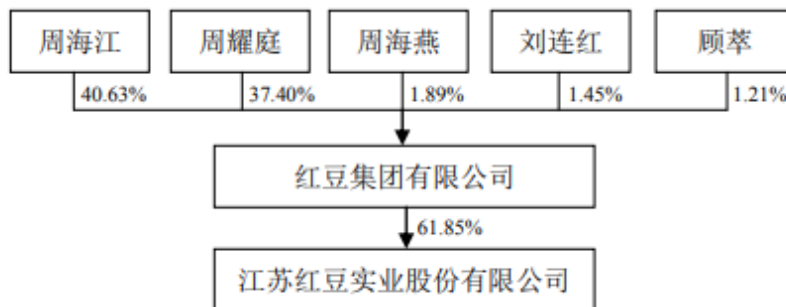 周海江 周耀庭 周海燕 刘连红 顾萃
40.63% 37.40% 1.89% 1.45% 1.21%
红豆集团有限公司
61.85%
江苏红豆实业股份有限公司